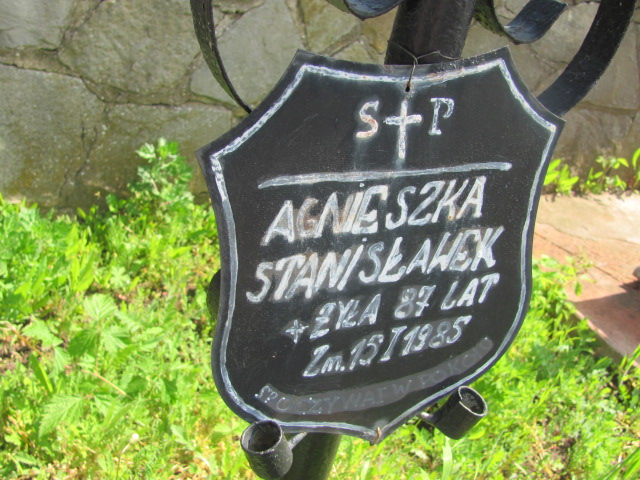 S + P
AGNIESZKA
STANISŁAWEK
+ ŻYŁA 87 LAT
Zm. 15 I 1985